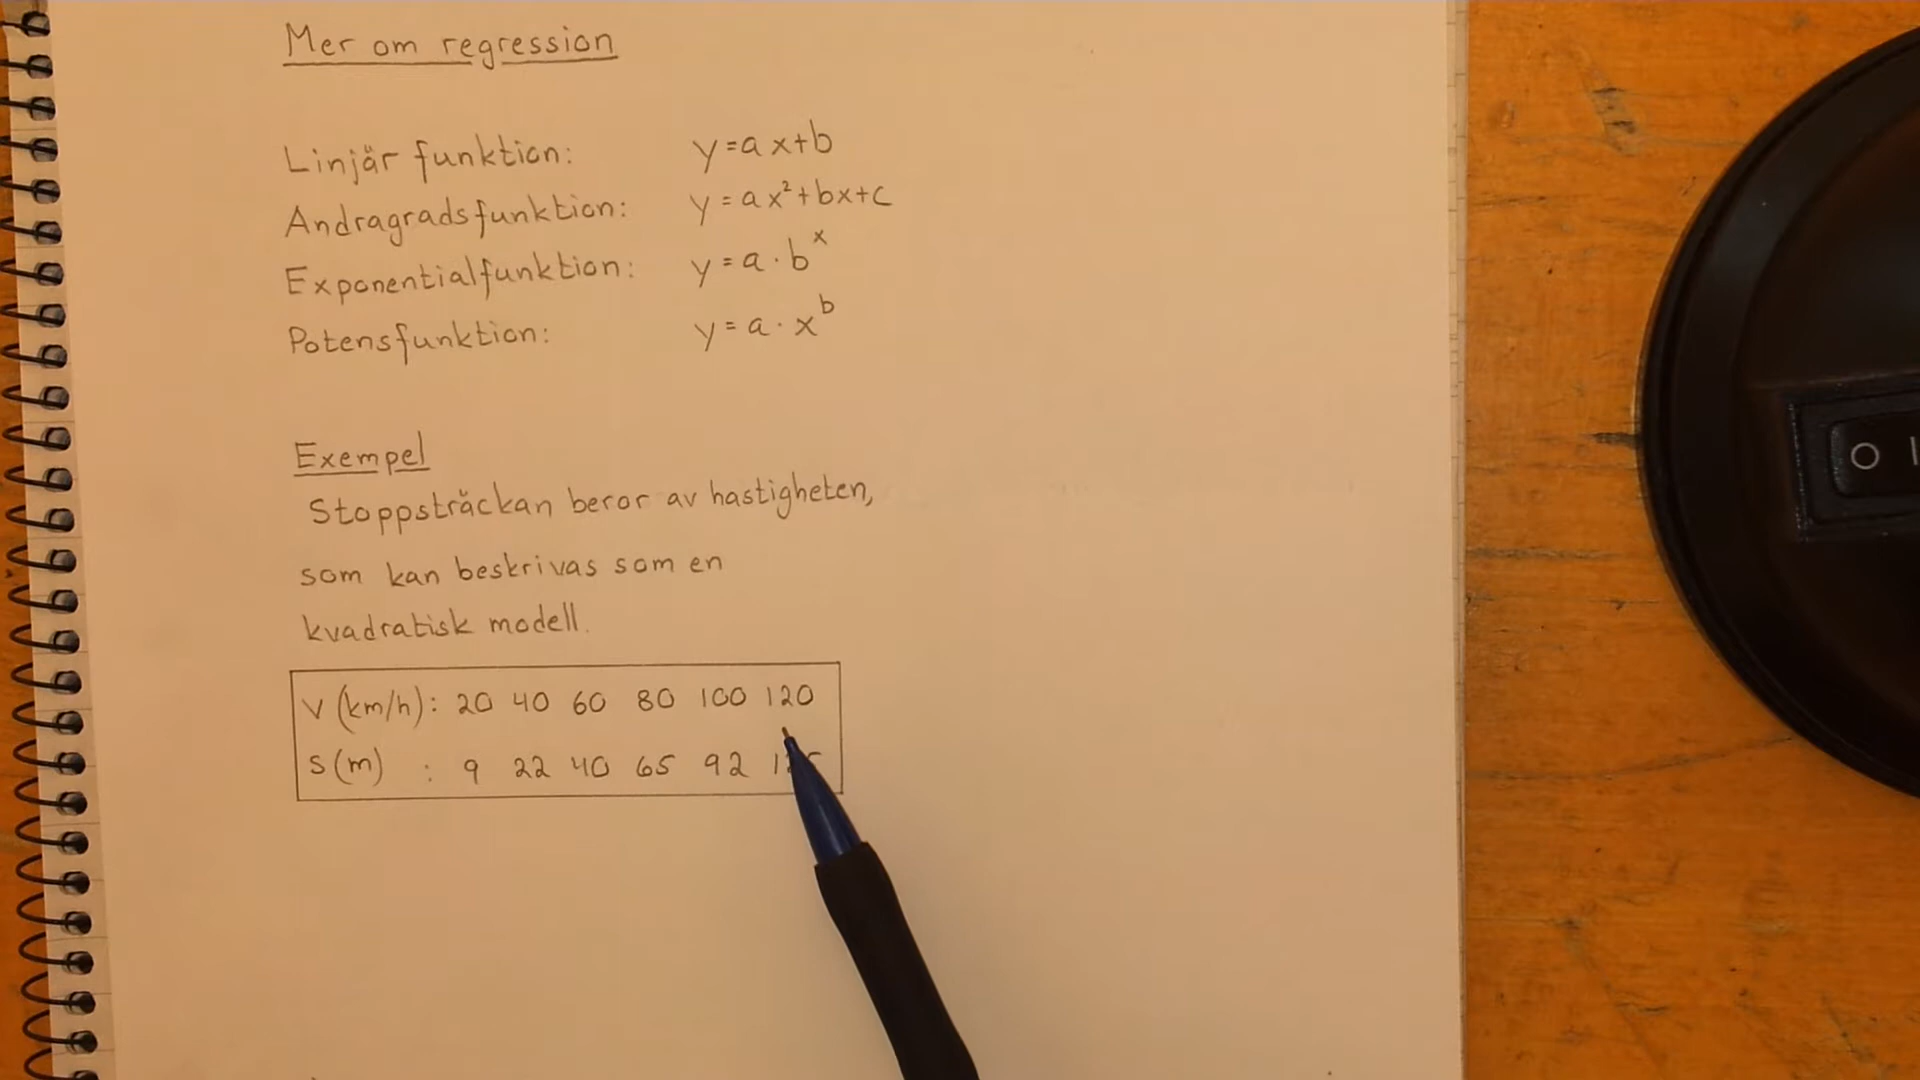 Mer om regression
Linjär funktion: y=ax+b
Andragradsfunktion: y=ax²+bx+c
Exponentialfunktion: y=a·b^x
Potensfunktion: y=a·x^b
Exempel
Stoppsträckan beror av hastigheten,
som kan beskrivas som en
kvadratisk modell.
V (km/h): 20 40 60 80 100 120
S(m) : 9 22 40 65 92
O I